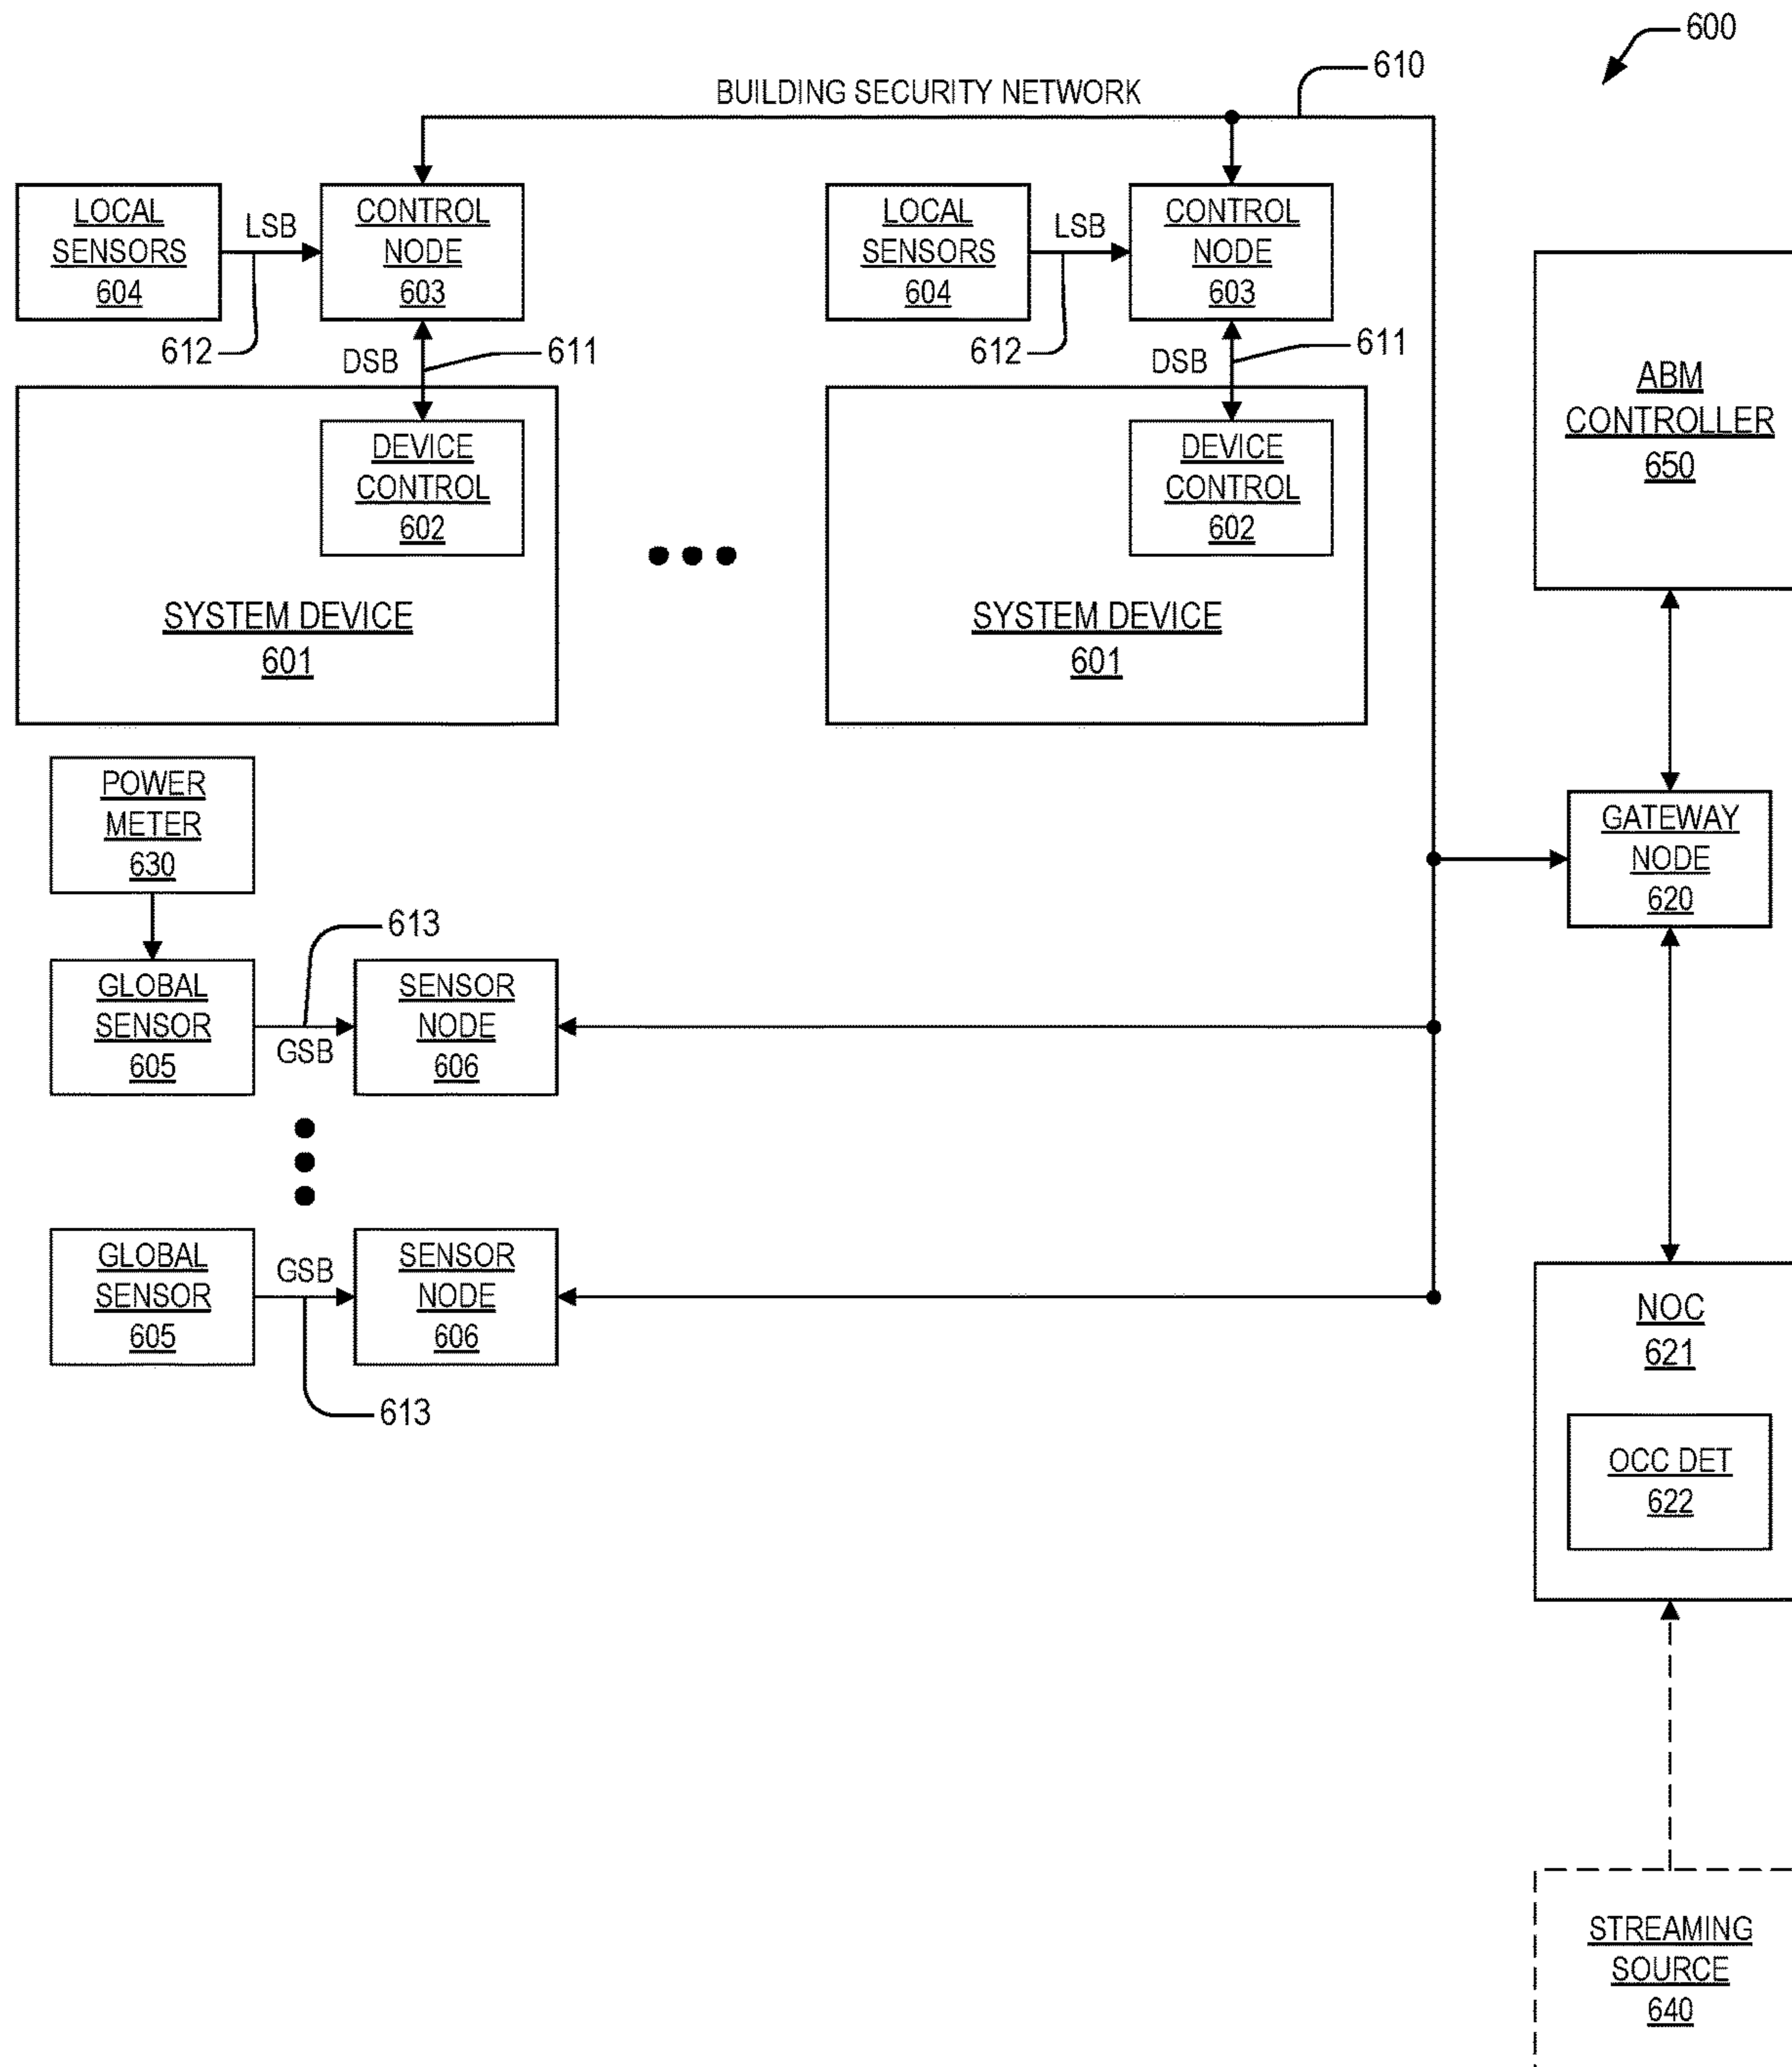 600
610
BUILDING SECURITY NETWORK
LOCAL
SENSORS
604
LSB
CONTROL
NODE
603
LOCAL
SENSORS
604
LSB
CONTROL
NODE
603
612
DSB
611
612
DSB
611
DEVICE
CONTROL
602
SYSTEM DEVICE
601
DEVICE
CONTROL
602
SYSTEM DEVICE
601
ABM
CONTROLLER
650
POWER
METER
630
GATEWAY
NODE
620
613
GLOBAL
SENSOR
605
GSB
SENSOR
NODE
606
GLOBAL
SENSOR
605
GSB
SENSOR
NODE
606
613
NOC
621
OCC DET
622
STREAMING
SOURCE
640